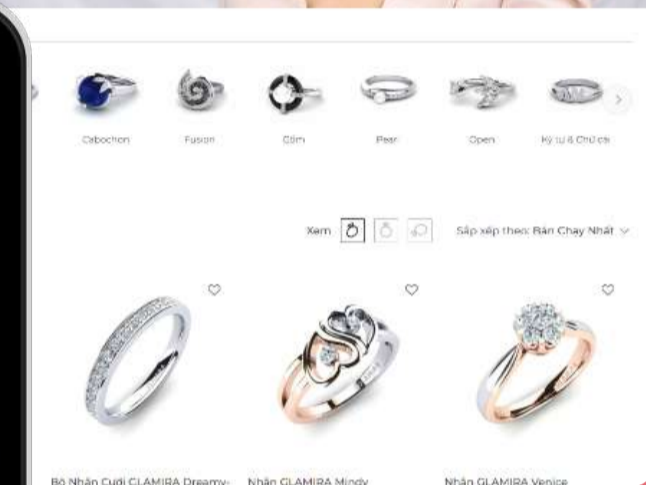 Cabochon
Fusion
Cớm
Pear
Open
Ký tự & Chữ cái
Xem
Sắp xếp theo: Bán Chạy Nhất
Bộ Nhẫn Cưới GLAMIRA Dreamy-
Nhẫn GLAMIRA Mindy
Nhẫn GLAMIRA Venice